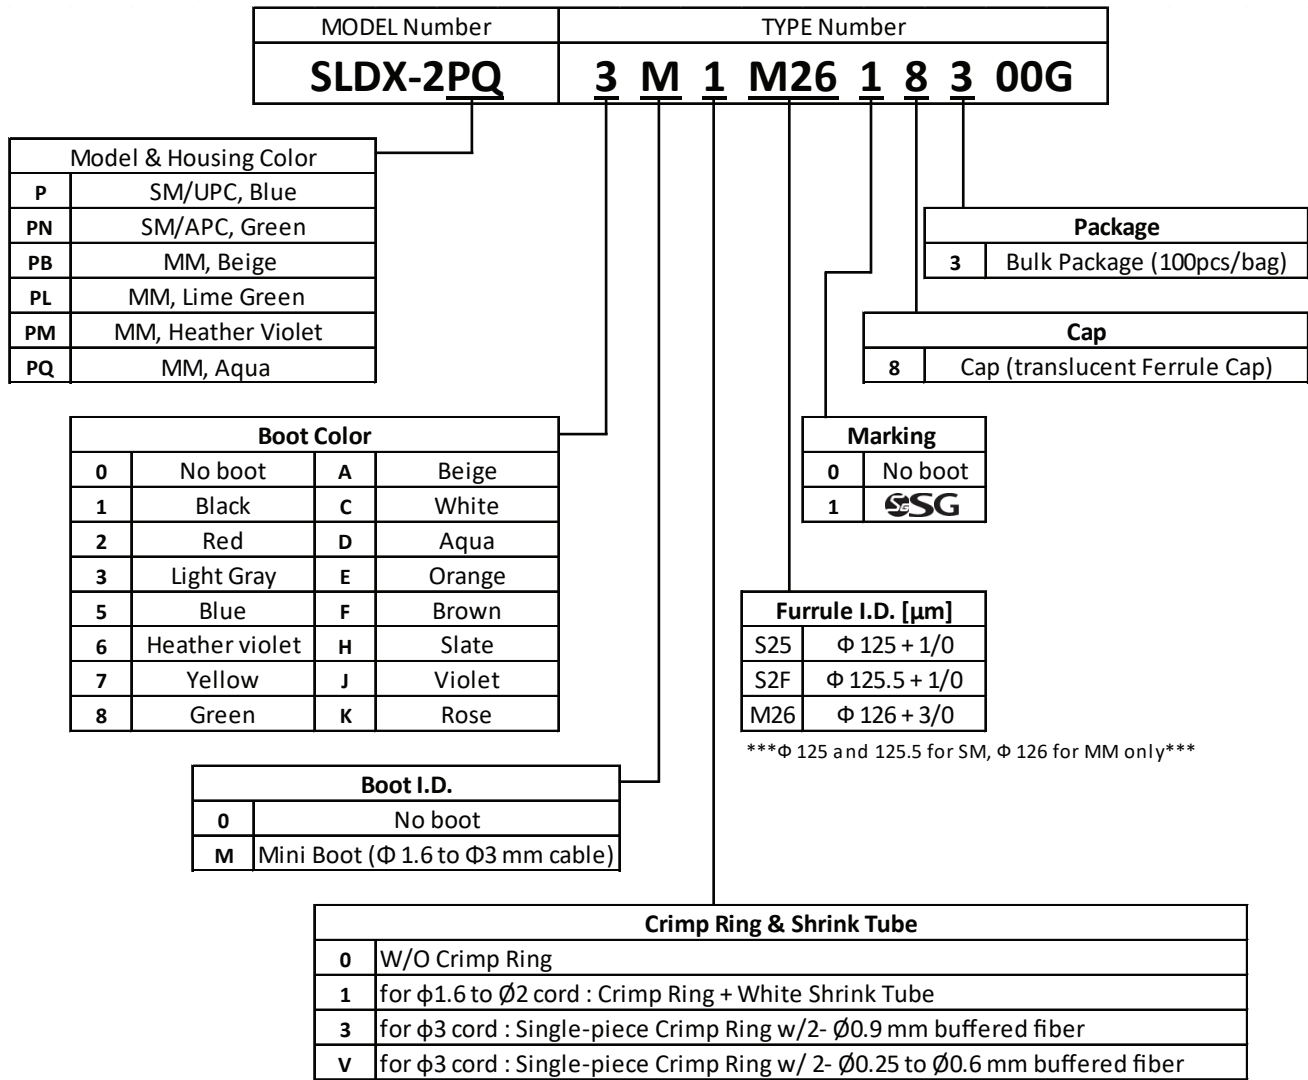 MODEL Number TYPE Number
SLDX-2PQ 3 M 1 M26 1 8 3 00G
Model & Housing Color
P SM/UPC, Blue
PN SM/APC, Green
PB MM, Beige
PL MM, Lime Green
PM MM, Heather Violet
PQ MM, Aqua
Package
3 Bulk Package (100pcs/bag)
Cap
8 Cap (translucent Ferrule Cap)
Boot Color
0 No boot A Beige
1 Black C White
2 Red D Aqua
3 Light Gray E Orange
5 Blue F Brown
6 Heather violet H Slate
7 Yellow J Violet
8 Green K Rose
Marking
0 No boot
1 SG SG
Furrule I.D. [µm]
S25 Φ 125 + 1/0
S2F Φ 125.5 + 1/0
M26 Φ 126 + 3/0
***Φ 125 and 125.5 for SM, Φ 126 for MM only***
Boot I.D.
0 No boot
M Mini Boot (Φ 1.6 to Φ3 mm cable)
Crimp Ring & Shrink Tube
0 W/O Crimp Ring
1 for ϕ1.6 to Ø2 cord : Crimp Ring + White Shrink Tube
3 for ϕ3 cord : Single-piece Crimp Ring w/2- Ø0.9 mm buffered fiber
V for ϕ3 cord : Single-piece Crimp Ring w/ 2- Ø0.25 to Ø0.6 mm buffered fiber